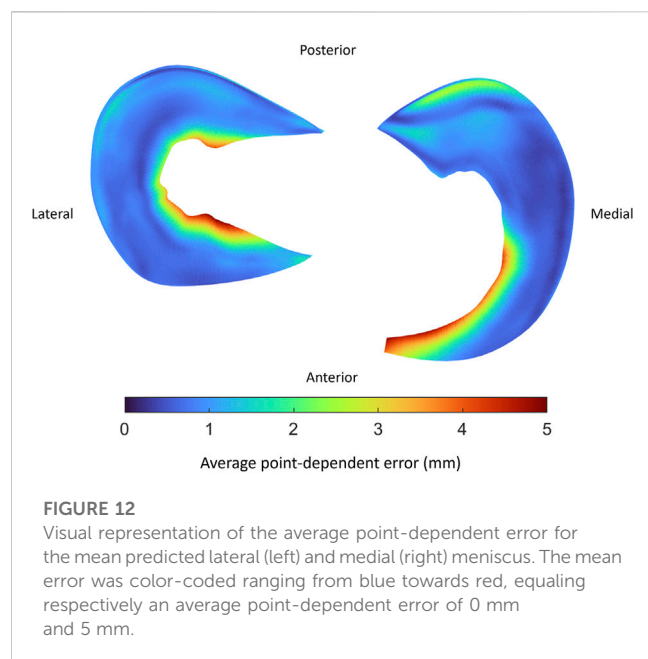 Posterior
Lateral
Medial
Anterior
0 1 2 3 4 5
Average point-dependent error (mm)
FIGURE 12
Visual representation of the average point-dependent error for
the mean predicted lateral (left) and medial (right) meniscus. The mean
error was color-coded ranging from blue towards red, equaling
respectively an average point-dependent error of 0 mm
and 5 mm.